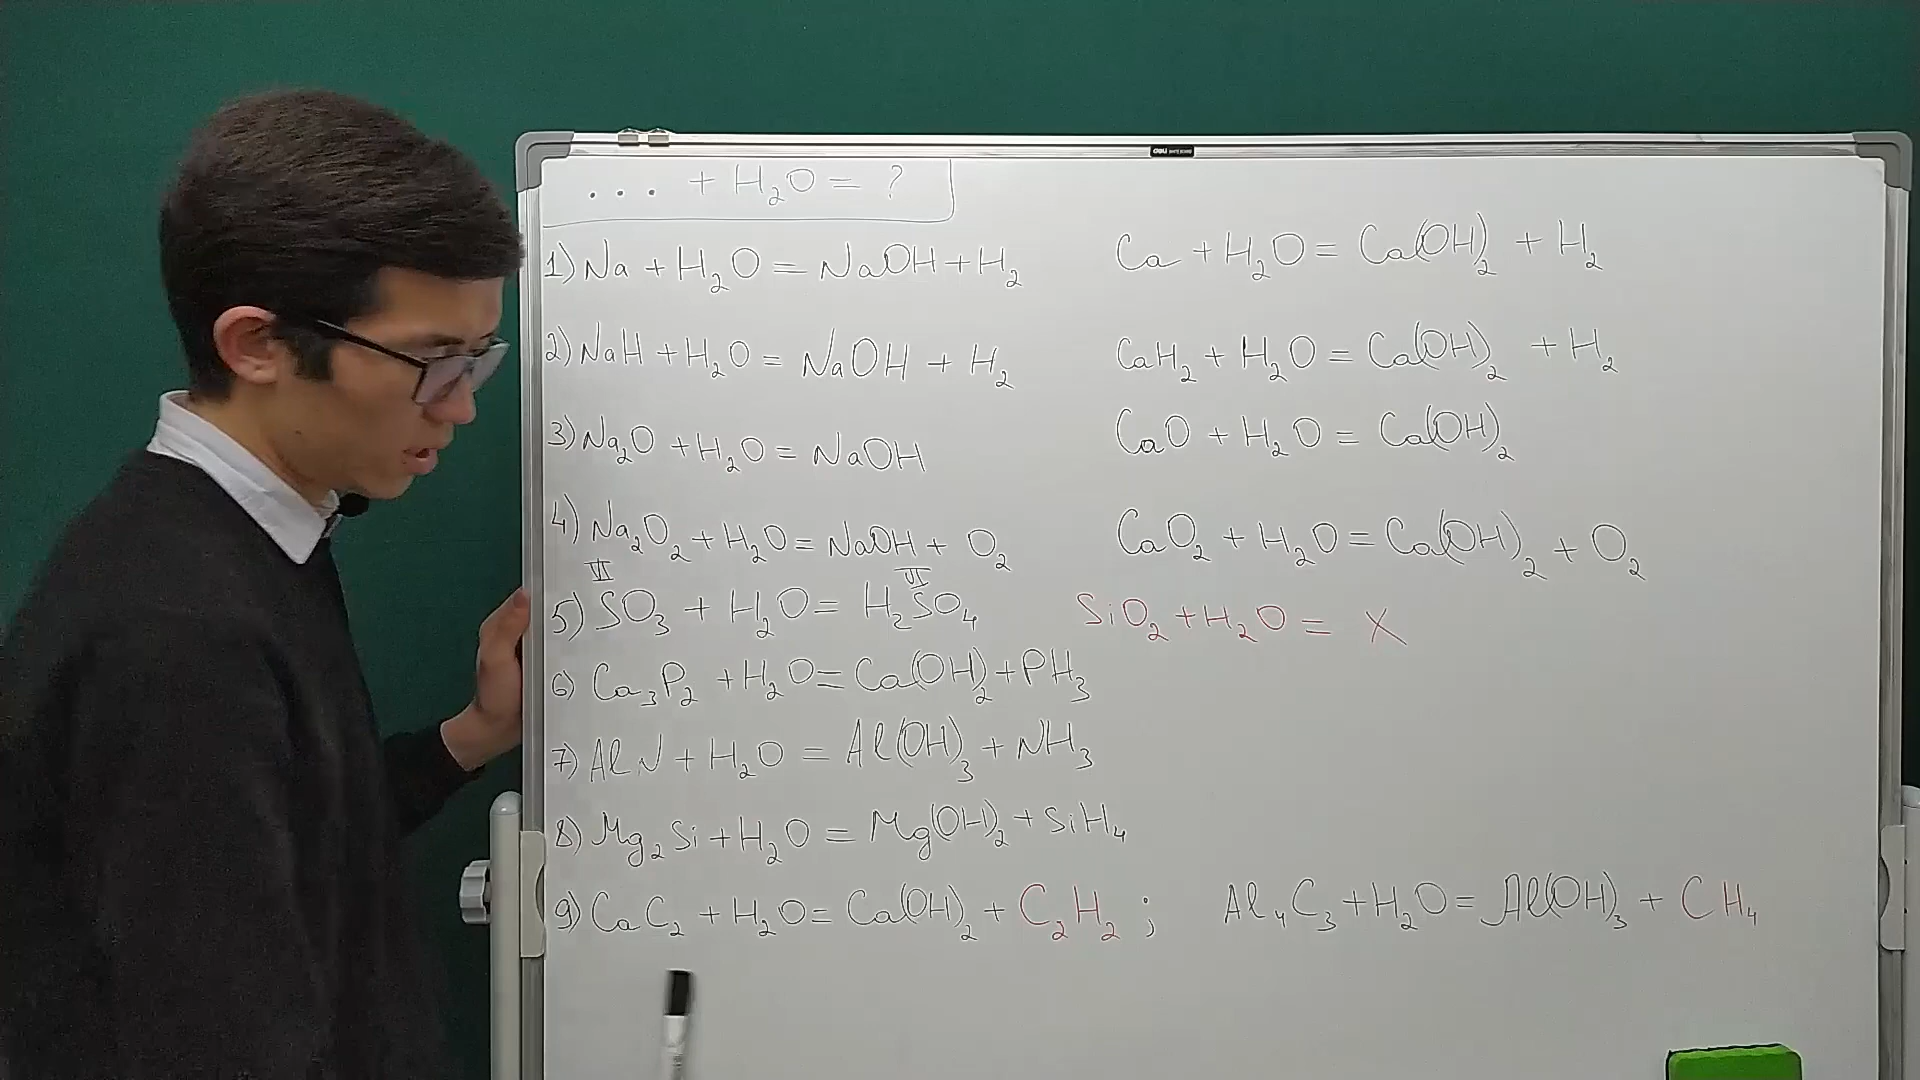 deli
... + H₂O = ?
1) Na + H₂O = NaOH + H₂ Ca + H₂O = Ca(OH)₂ + H₂
2) NaH + H₂O = NaOH + H₂ CaH₂ + H₂O = Ca(OH)₂ + H₂
3) Na₂O + H₂O = NaOH CaO + H₂O = Ca(OH)₂
4) Na₂O₂ + H₂O = NaOH + O₂ CaO₂ + H₂O = Ca(OH)₂ + O₂
VI VI
5) SO₃ + H₂O = H₂SO₄ SiO₂ + H₂O = X
6) Ca₃P₂ + H₂O = Ca(OH)₂ + PH₃
7) AlN + H₂O = Al(OH)₃ + NH₃
8) Mg₂Si + H₂O = Mg(OH)₂ + SiH₄
9) CaC₂ + H₂O = Ca(OH)₂ + C₂H₂ ; Al₄C₃ + H₂O = Al(OH)₃ + CH₄